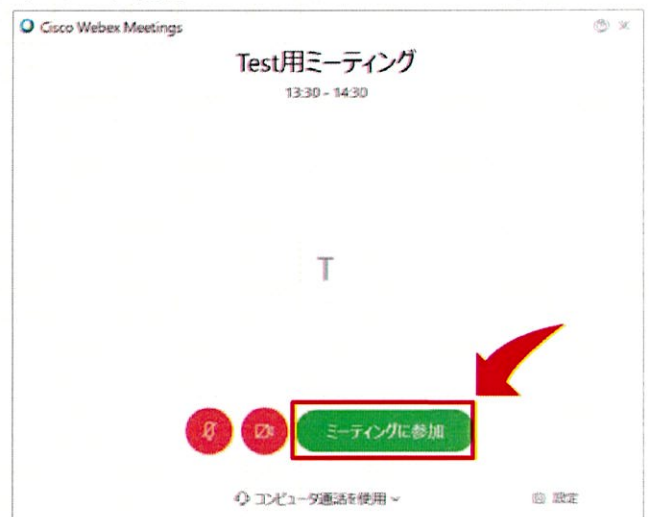 Cisco Webex Meetings
Test用ミーティング
13:30 - 14:30
T
ミーティングに参加
コンピュータ通話を使用
設定